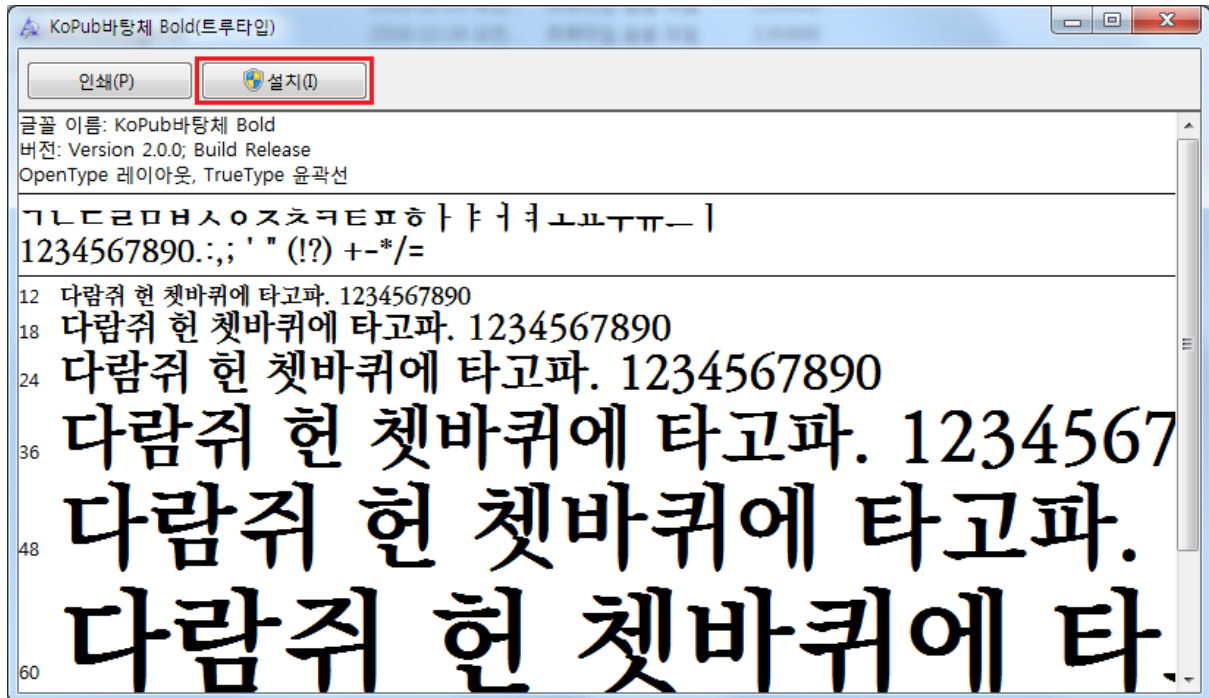 KoPub바탕체 Bold(트루타입)
인쇄(P) 설치(I)
글꼴 이름: KoPub바탕체 Bold
버전: Version 2.0.0; Build Release
OpenType 레이아웃, TrueType 윤곽선
ㄱㄴㄷㄹㅁㅂㅅㅇㅈㅊㅋㅌㅍㅎㅏㅑㅓㅕㅗㅛㅜㅠㅡㅣ
1234567890.:,; ' " (!?) +-*/=
12 다람쥐 헌 쳇바퀴에 타고파. 1234567890
18 다람쥐 헌 쳇바퀴에 타고파. 1234567890
24 다람쥐 헌 쳇바퀴에 타고파. 1234567890
36 다람쥐 헌 쳇바퀴에 타고파. 1234567
48 다람쥐 헌 쳇바퀴에 타고파.
60 다람쥐 헌 쳇바퀴에 타